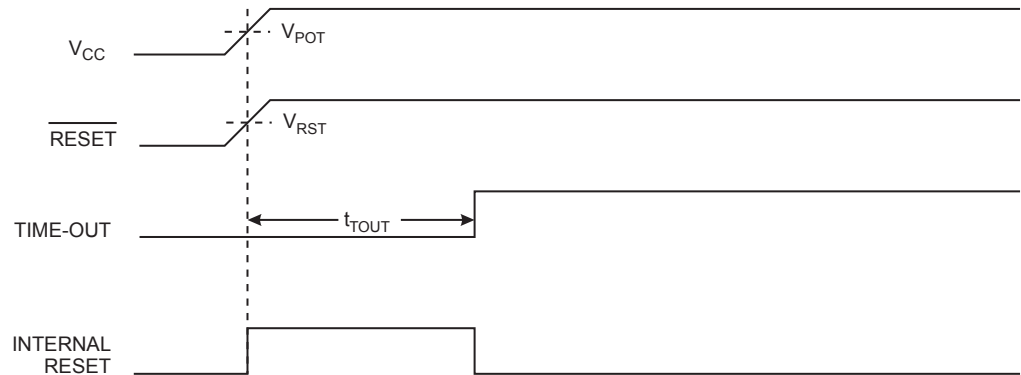 V_CC
V_POT
RESET
V_RST
TIME-OUT
t_TOUT
INTERNAL
RESET